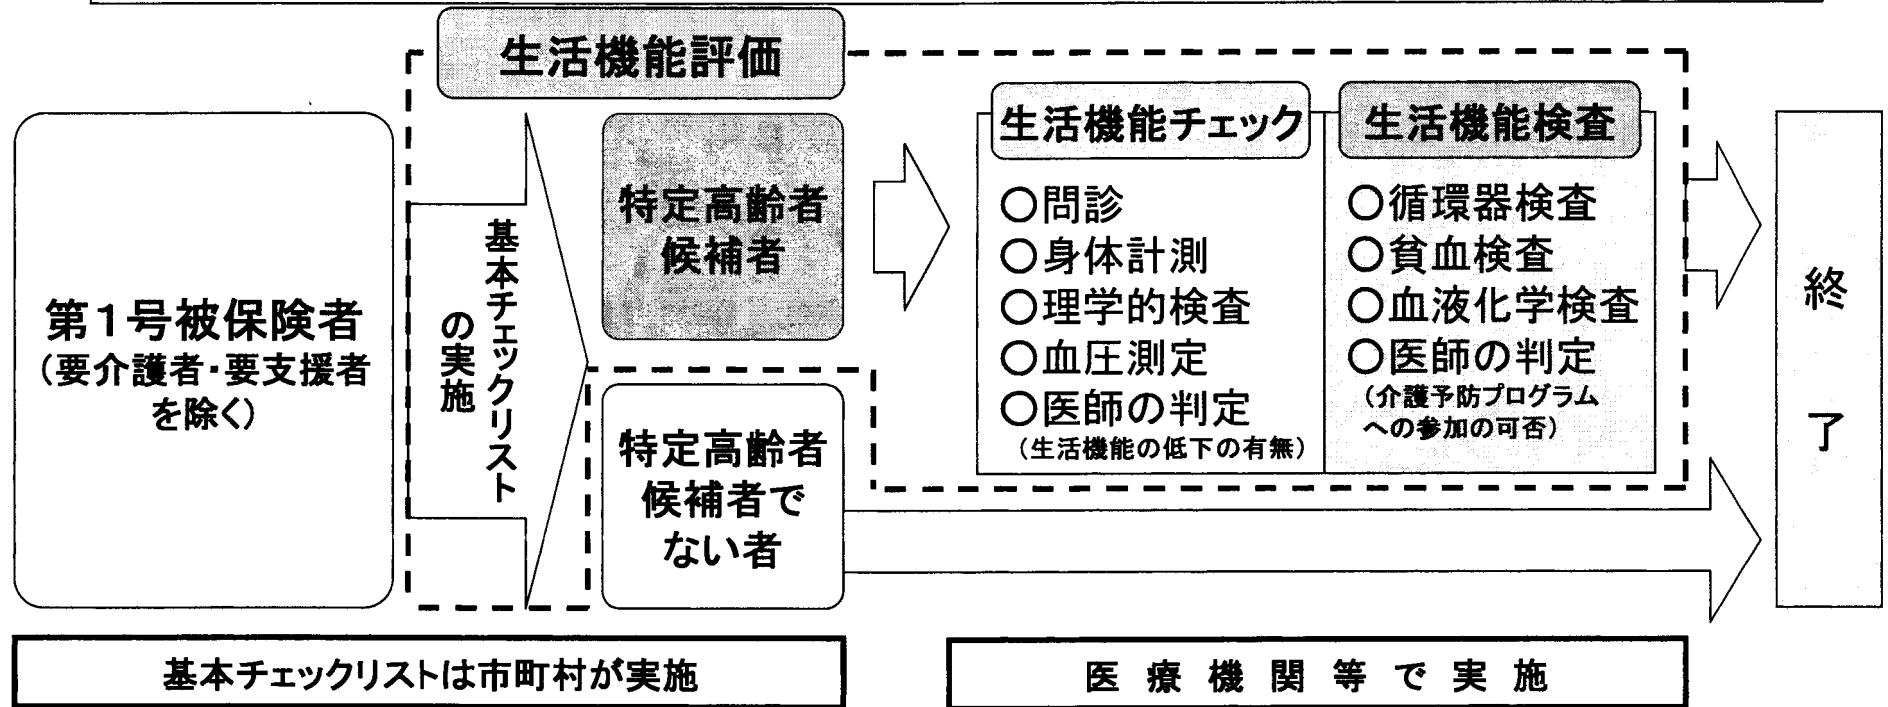 生活機能評価
第1号被保険者
(要介護者・要支援者
を除く)
基本チェックリスト
の実施
特定高齢者
候補者
特定高齢者
候補者で
ない者
生活機能チェック
○問診
○身体計測
○理学的検査
○血圧測定
○医師の判定
(生活機能の低下の有無)
生活機能検査
○循環器検査
○貧血検査
○血液化学検査
○医師の判定
(介護予防プログラム
への参加の可否)
終
了
基本チェックリストは市町村が実施
医療機関等で実施